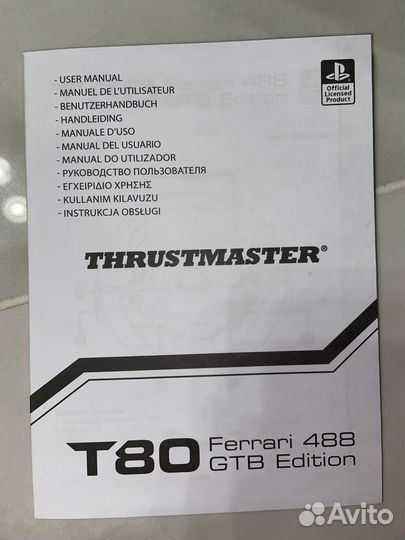 - USER MANUAL
- MANUEL DE L'UTILISATEUR
- BENUTZERHANDBUCH
- HANDLEIDING
- MANUALE D'USO
- MANUAL DEL USUARIO
- MANUAL DO UTILIZADOR
- РУКОВОДСТВО ПОЛЬЗОВАТЕЛЯ
- ΕΓΧΕΙΡΙΔΙΟ ΧΡΗΣΗΣ
- KULLANIM KILAVUZU
- INSTRUKCJA OBSŁUGI
Official
Licensed
Product
THRUSTMASTER®
T80 Ferrari 488
GTB Edition
Avito